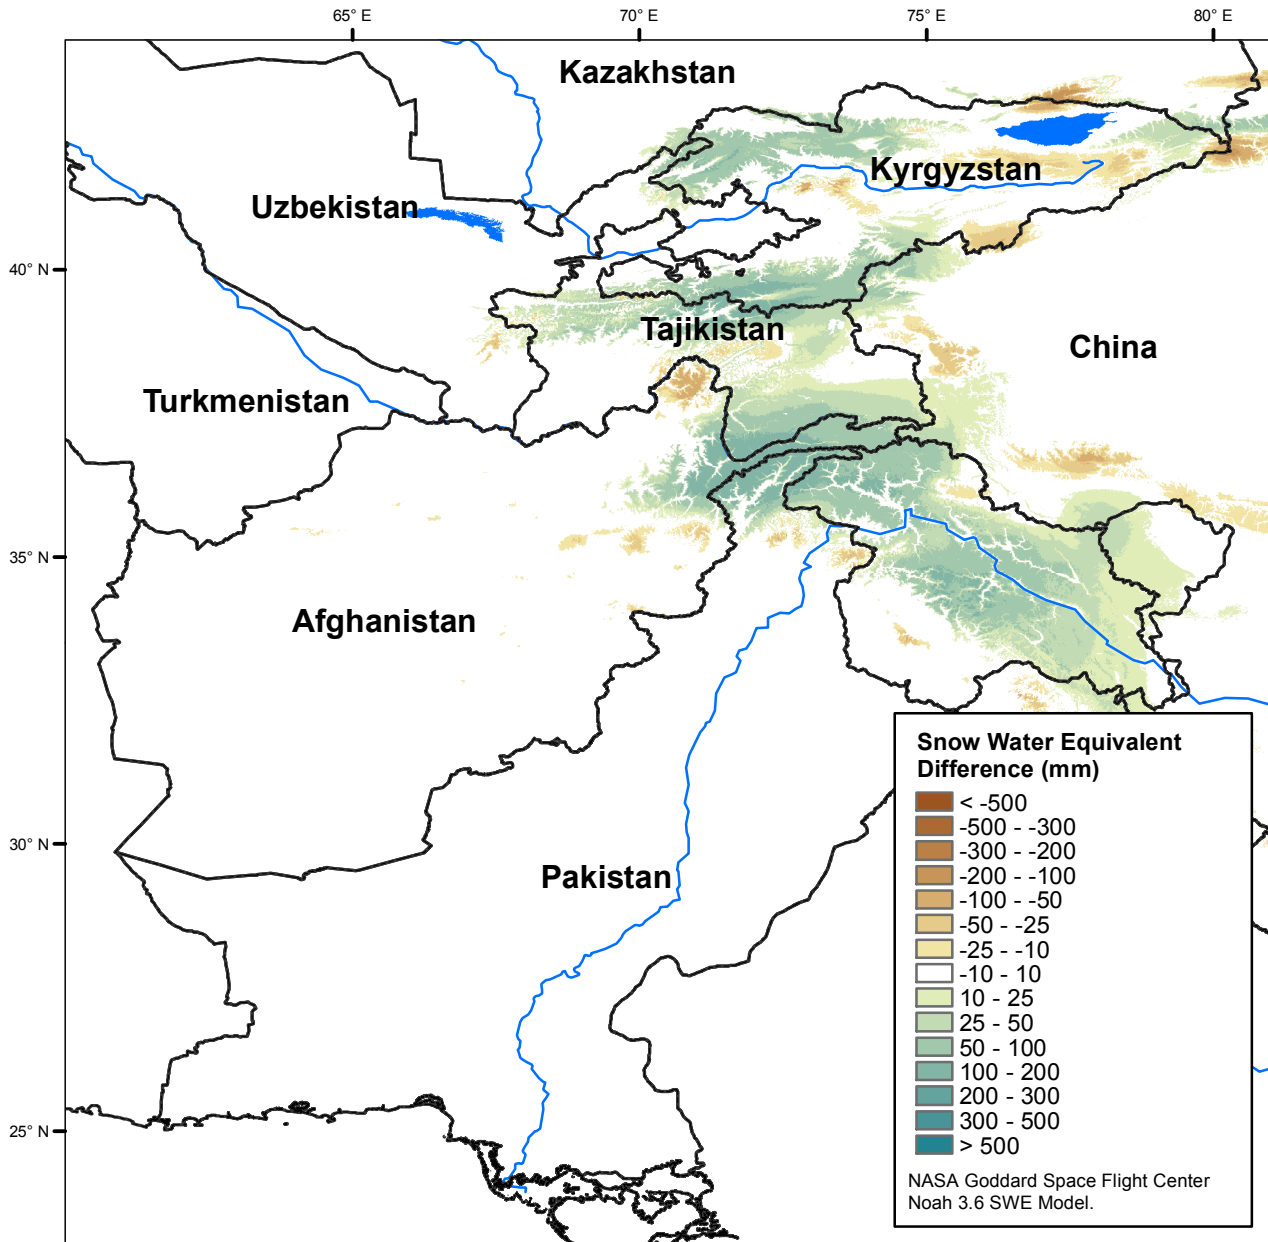 65° E
70° E
75° E
80° E
Kazakhstan
Kyrgyzstan
Uzbekistan
40° N
Tajikistan
China
Turkmenistan
35° N
Afghanistan
30° N
Pakistan
25° N
Snow Water Equivalent
Difference (mm)
< -500
-500 - -300
-300 - -200
-200 - -100
-100 - -50
-50 - -25
-25 - -10
-10 - 10
10 - 25
25 - 50
50 - 100
100 - 200
200 - 300
300 - 500
> 500
NASA Goddard Space Flight Center
Noah 3.6 SWE Model.